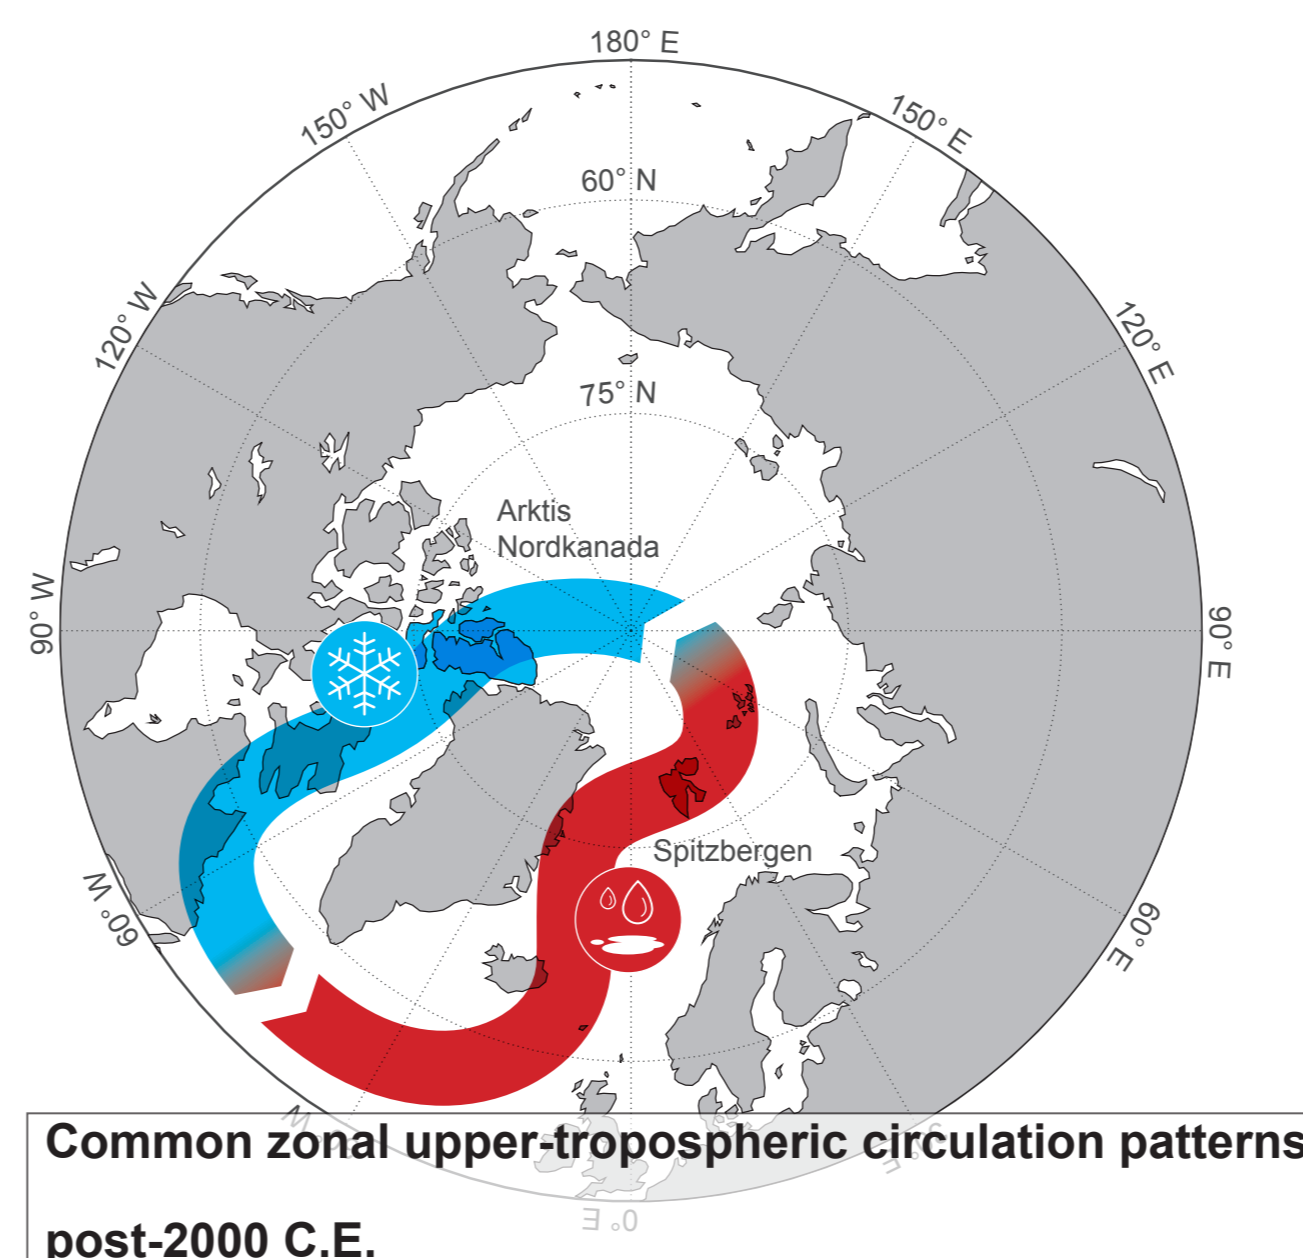 180° E
150° W
150° E
60° N
120° W
120° E
75° N
Arktis
Nordkanada
90° W
90° E
Spitzbergen
60° W
60° E
Common zonal upper-tropospheric circulation patterns
post-2000 C.E.
0° E